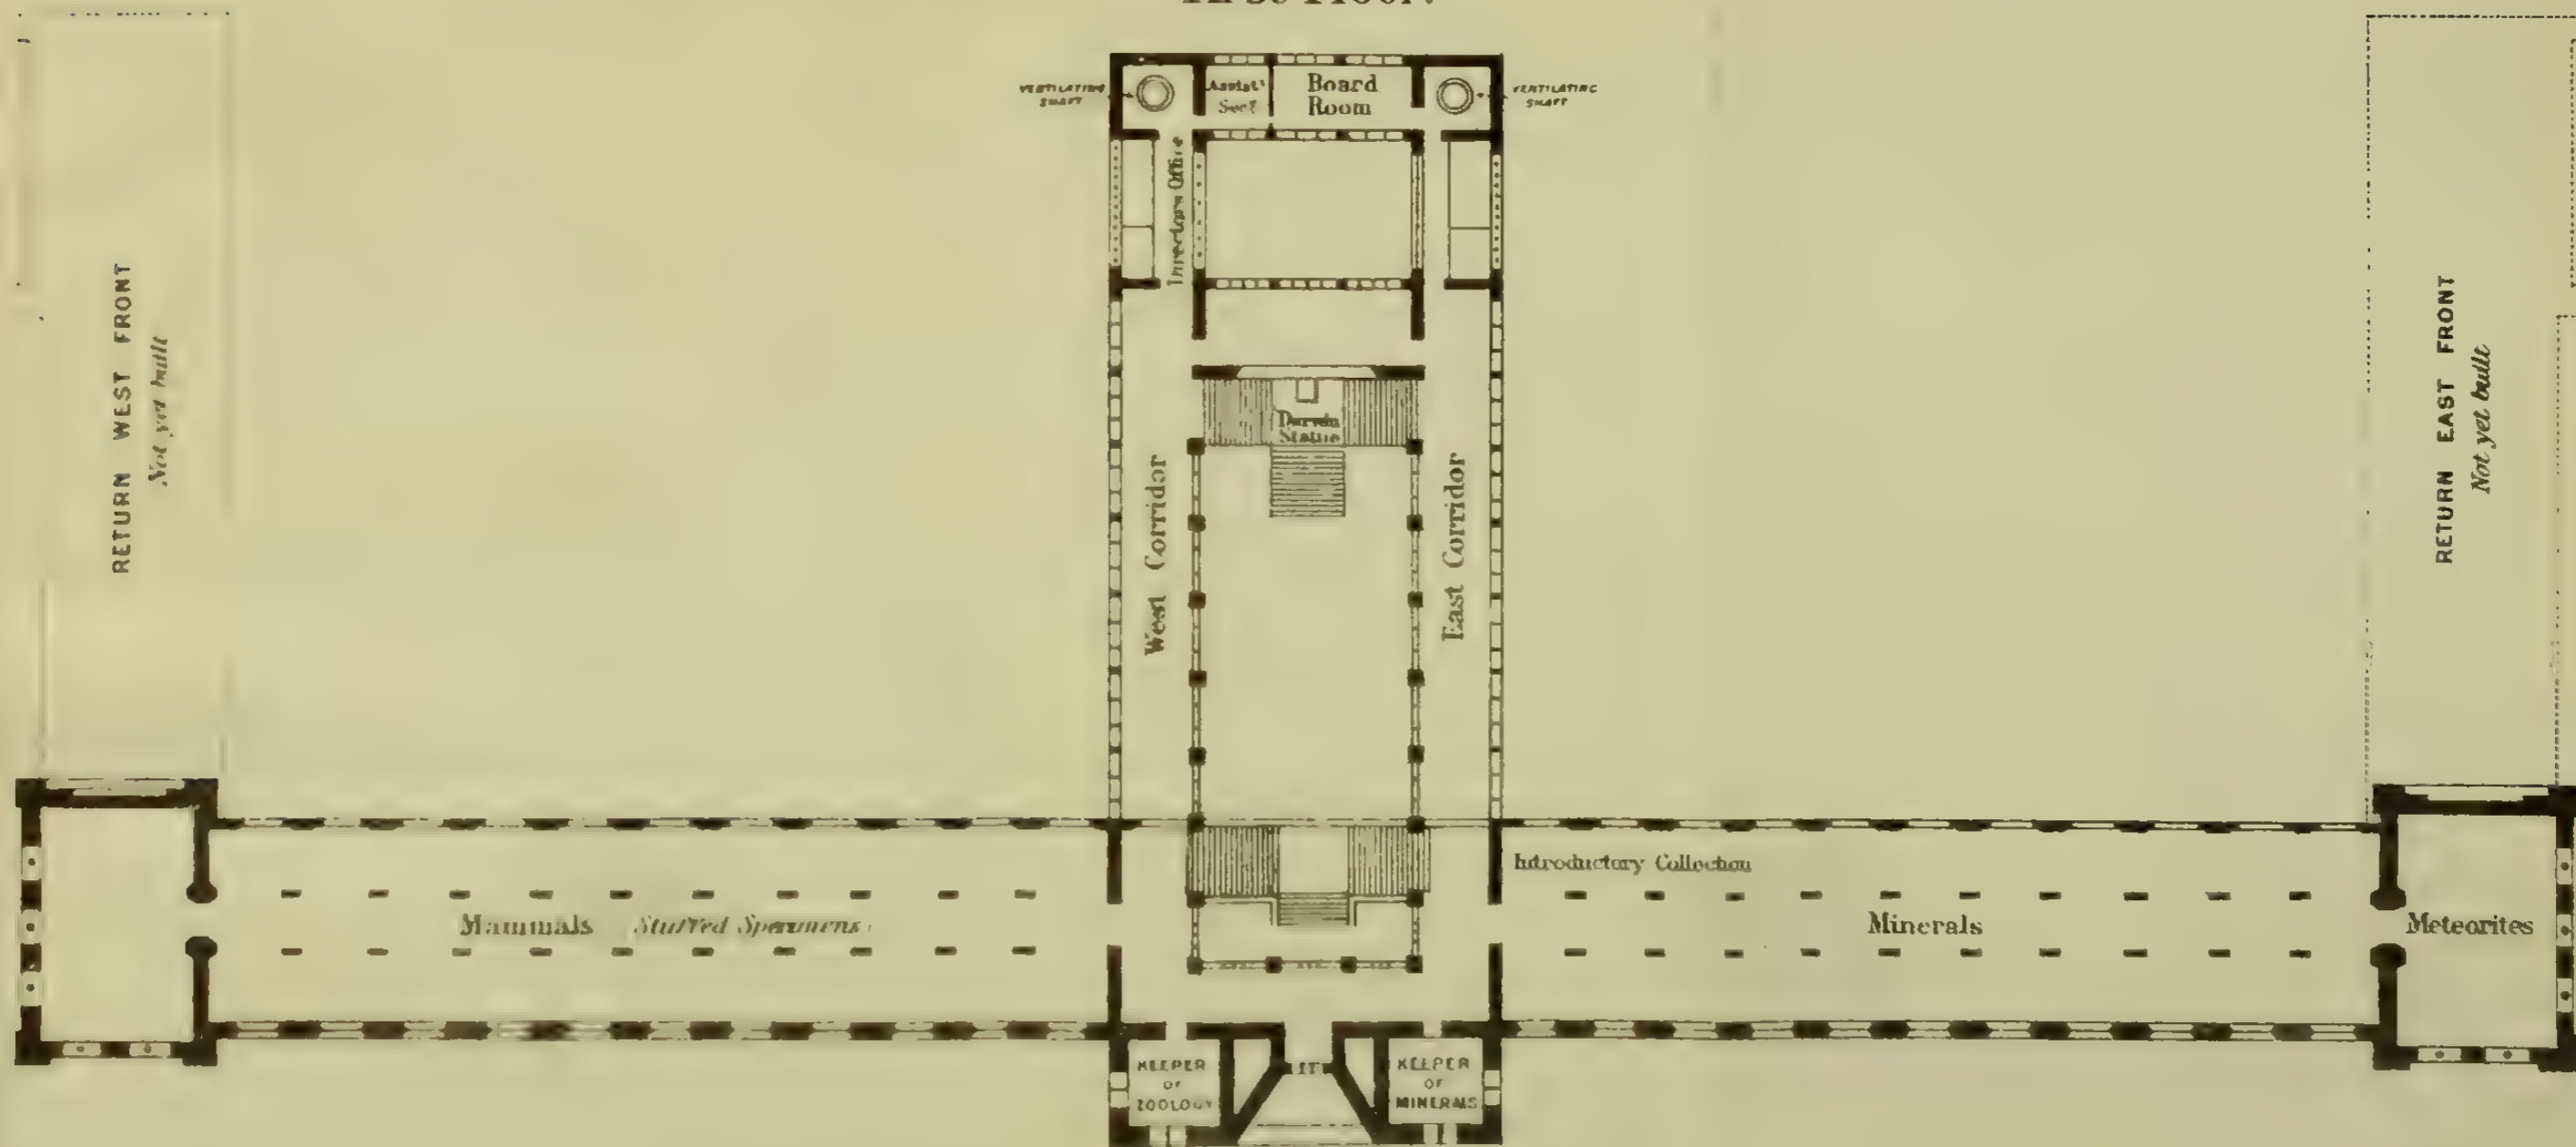 First Floor.
VENTILATING
SHAFT
Assist.t
Sec.y
Board
Room
VENTILATING
SHAFT
Directors Office
RETURN WEST FRONT
Not yet built
RETURN EAST FRONT
Not yet built
Darwin
Statue
West Corridor
East Corridor
Introductory Collection
Mammals Stuffed Specimens
Minerals
Meteorites
KEEPER
OF
ZOOLOGY
KEEPER
OF
MINERALS